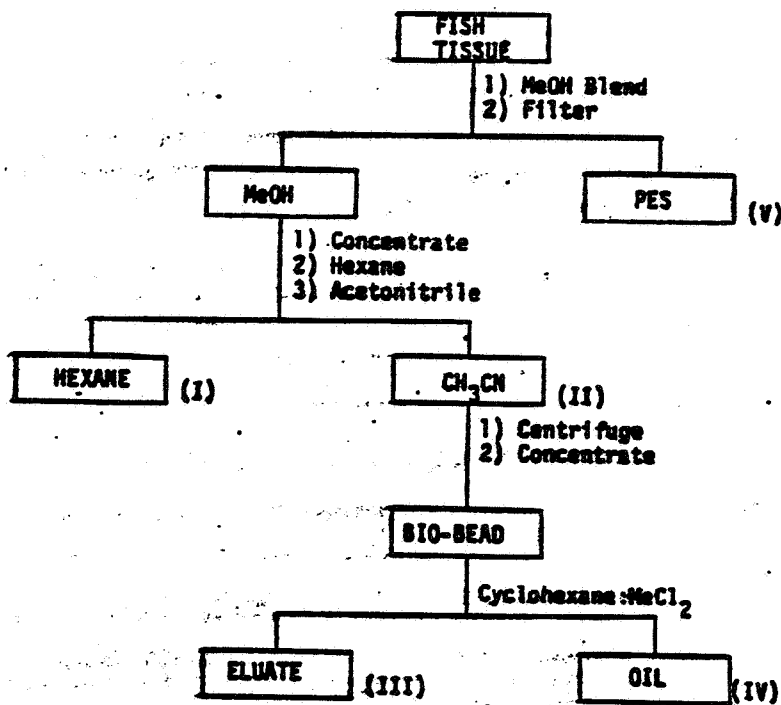 FISH
TISSUE
1) MeOH Blend
2) Filter
MeOH
PES
(V)
1) Concentrate
2) Hexane
3) Acetonitrile
HEXANE
(I)
CH3CN
(II)
1) Centrifuge
2) Concentrate
BIO-BEAD
Cyclohexane:MeCl2
ELUATE
(III)
OIL
(IV)